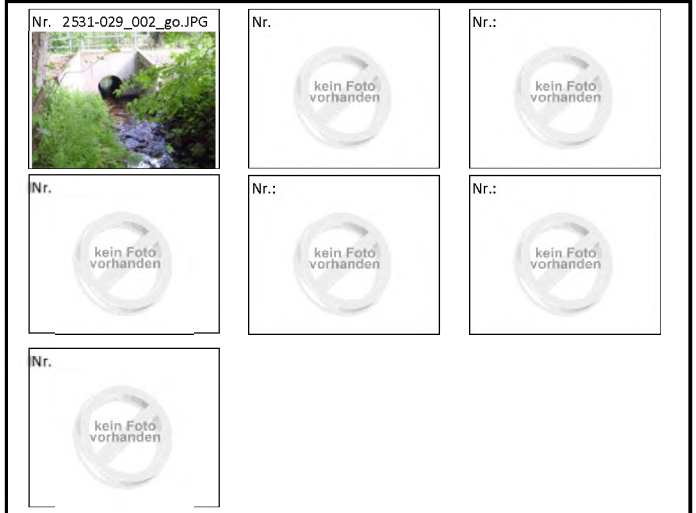 Nr. 2531-029_002_go.JPG
Nr.
kein Foto
vorhanden
Nr.:
kein Foto
vorhanden
Nr.
kein Foto
vorhanden
Nr.:
kein Foto
vorhanden
Nr.:
kein Foto
vorhanden
Nr.
kein Foto
vorhanden